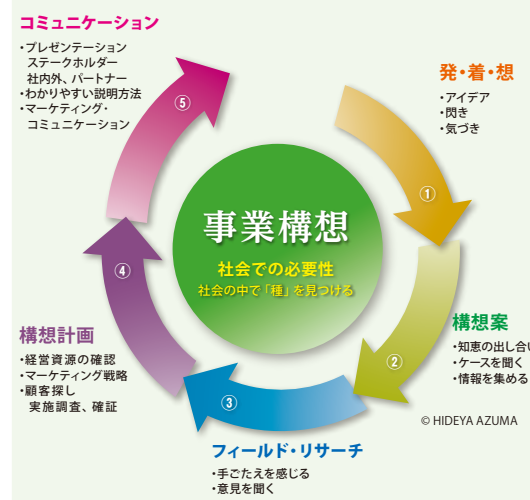 事業構想
社会での必要性
社会の中で「種」を見つける
①
発・着・想
・アイデア
・閃き
・気づき
②
構想案
・知恵の出し合い
・ケースを聞く
・情報を集める
③
フィールド・リサーチ
・手ごたえを感じる
・意見を聞く
④
構想計画
・経営資源の確認
・マーケティング戦略
・顧客探し
実施調査、確証
⑤
コミュニケーション
・プレゼンテーション
ステークホルダー
社内外、パートナー
・わかりやすい説明方法
・マーケティング・
コミュニケーション
© HIDEYA AZUMA